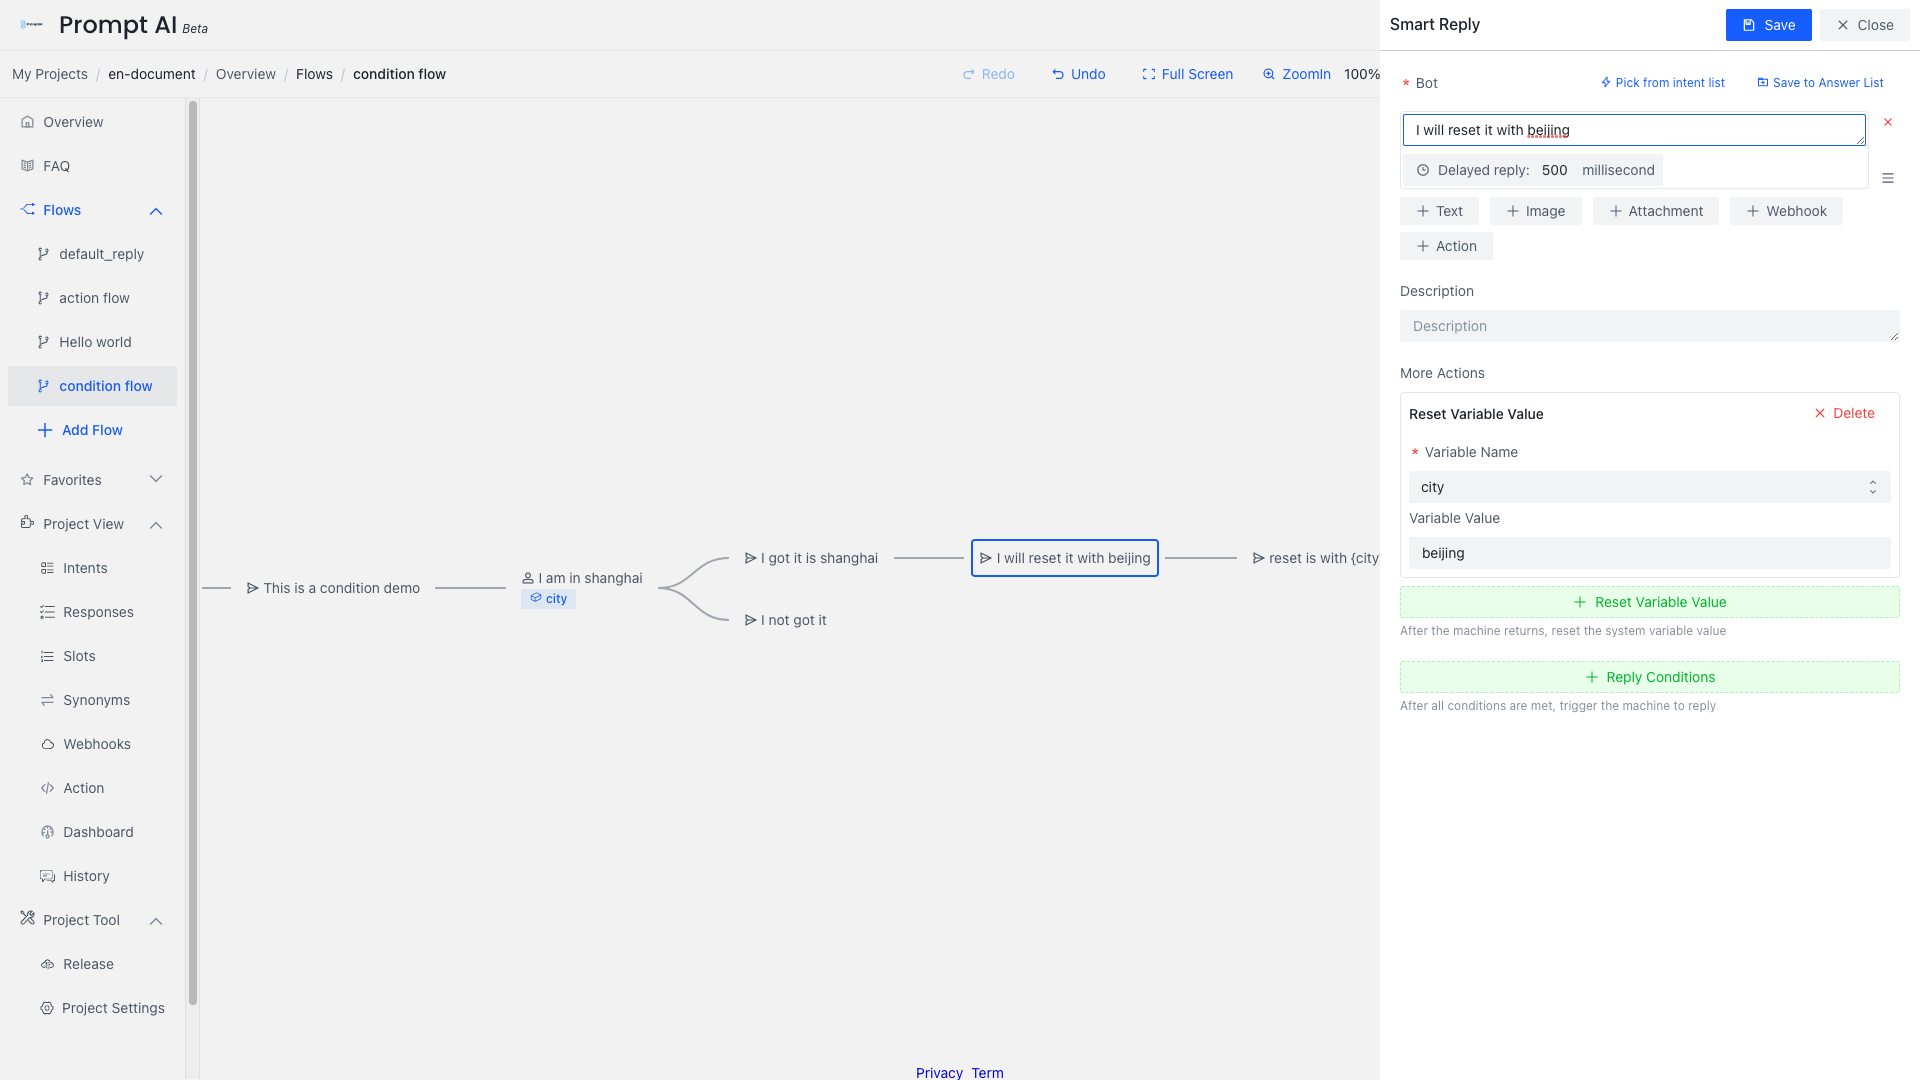 Prompt AI Beta
Smart Reply
Save
Close
My Projects / en-document / Overview / Flows / condition flow
Redo
Undo
Full Screen
ZoomIn
100%
Overview
FAQ
Flows
default_reply
action flow
Hello world
condition flow
Add Flow
Favorites
Project View
Intents
Responses
Slots
Synonyms
Webhooks
Action
Dashboard
History
Project Tool
Release
Project Settings
This is a condition demo
I am in shanghai
city
I got it is shanghai
I not got it
I will reset it with beijing
reset is with {city
Privacy Term
* Bot
Pick from intent list
Save to Answer List
I will reset it with beijing
Delayed reply: 500 millisecond
Text
Image
Attachment
Webhook
Action
Description
Description
More Actions
Reset Variable Value
Delete
* Variable Name
city
Variable Value
beijing
Reset Variable Value
After the machine returns, reset the system variable value
Reply Conditions
After all conditions are met, trigger the machine to reply